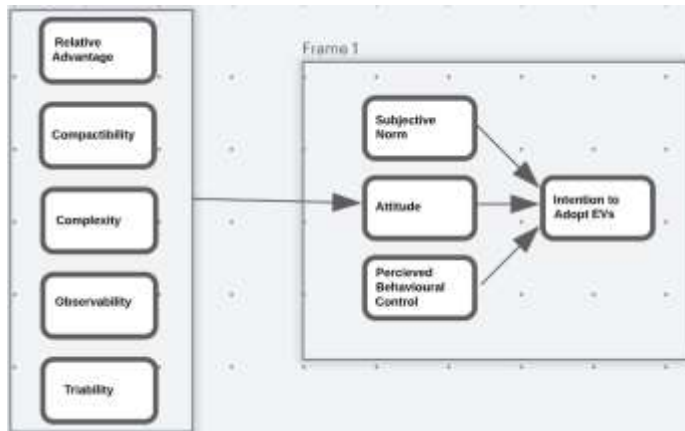 Relative
Advantage
Compactibility
Complexity
Observability
Triability
Frame 1
Subjective
Norm
Attitude
Percieved
Behavioural
Control
Intention to
Adopt EVs